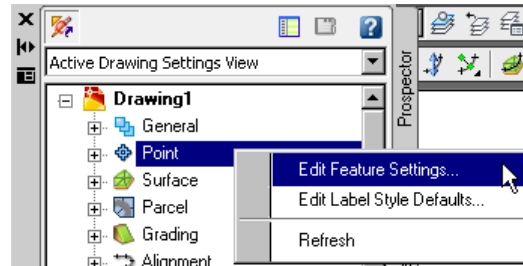 Active Drawing Settings View
Prospector
Drawing1
General
Point
Edit Feature Settings...
Surface
Edit Label Style Defaults...
Parcel
Grading
Refresh
Alignment